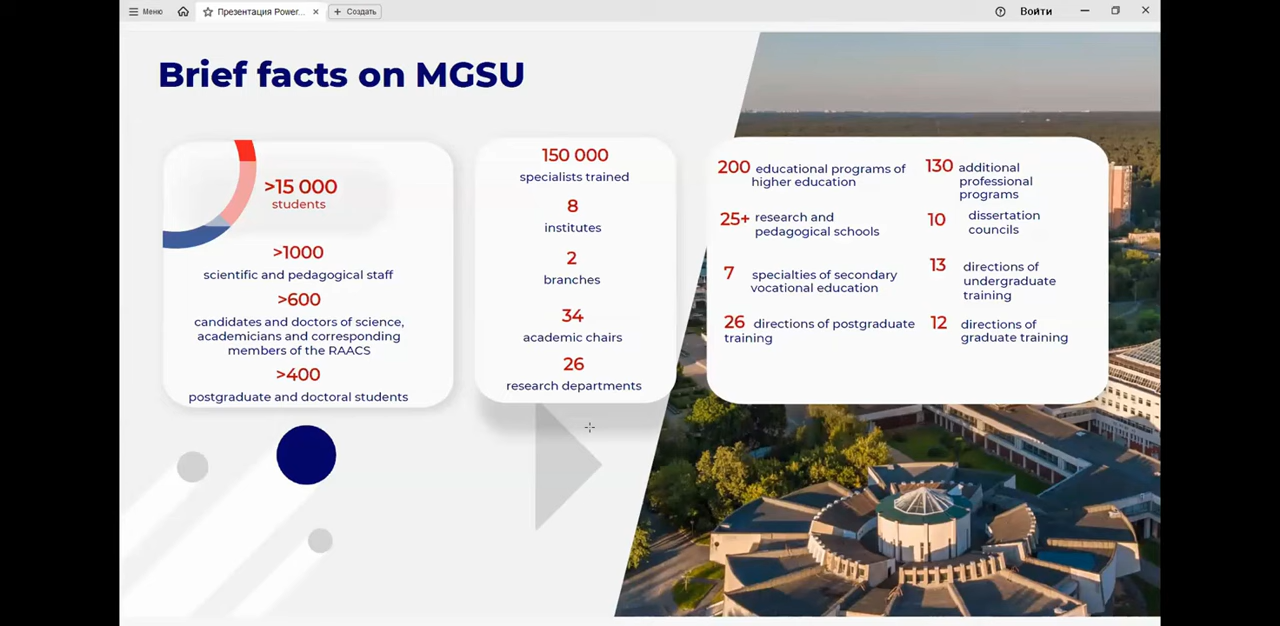 Меню
Презентация Power...
Создать
Войти
Brief facts on MGSU
>15 000
students
>1000
scientific and pedagogical staff
>600
candidates and doctors of science,
academicians and corresponding
members of the RAACS
>400
postgraduate and doctoral students
150 000
specialists trained
8
institutes
2
branches
34
academic chairs
26
research departments
200 educational programs of
higher education
25+ research and
pedagogical schools
7 specialties of secondary
vocational education
26 directions of postgraduate
training
130 additional
professional
programs
10 dissertation
councils
13 directions of
undergraduate
training
12 directions of
graduate training